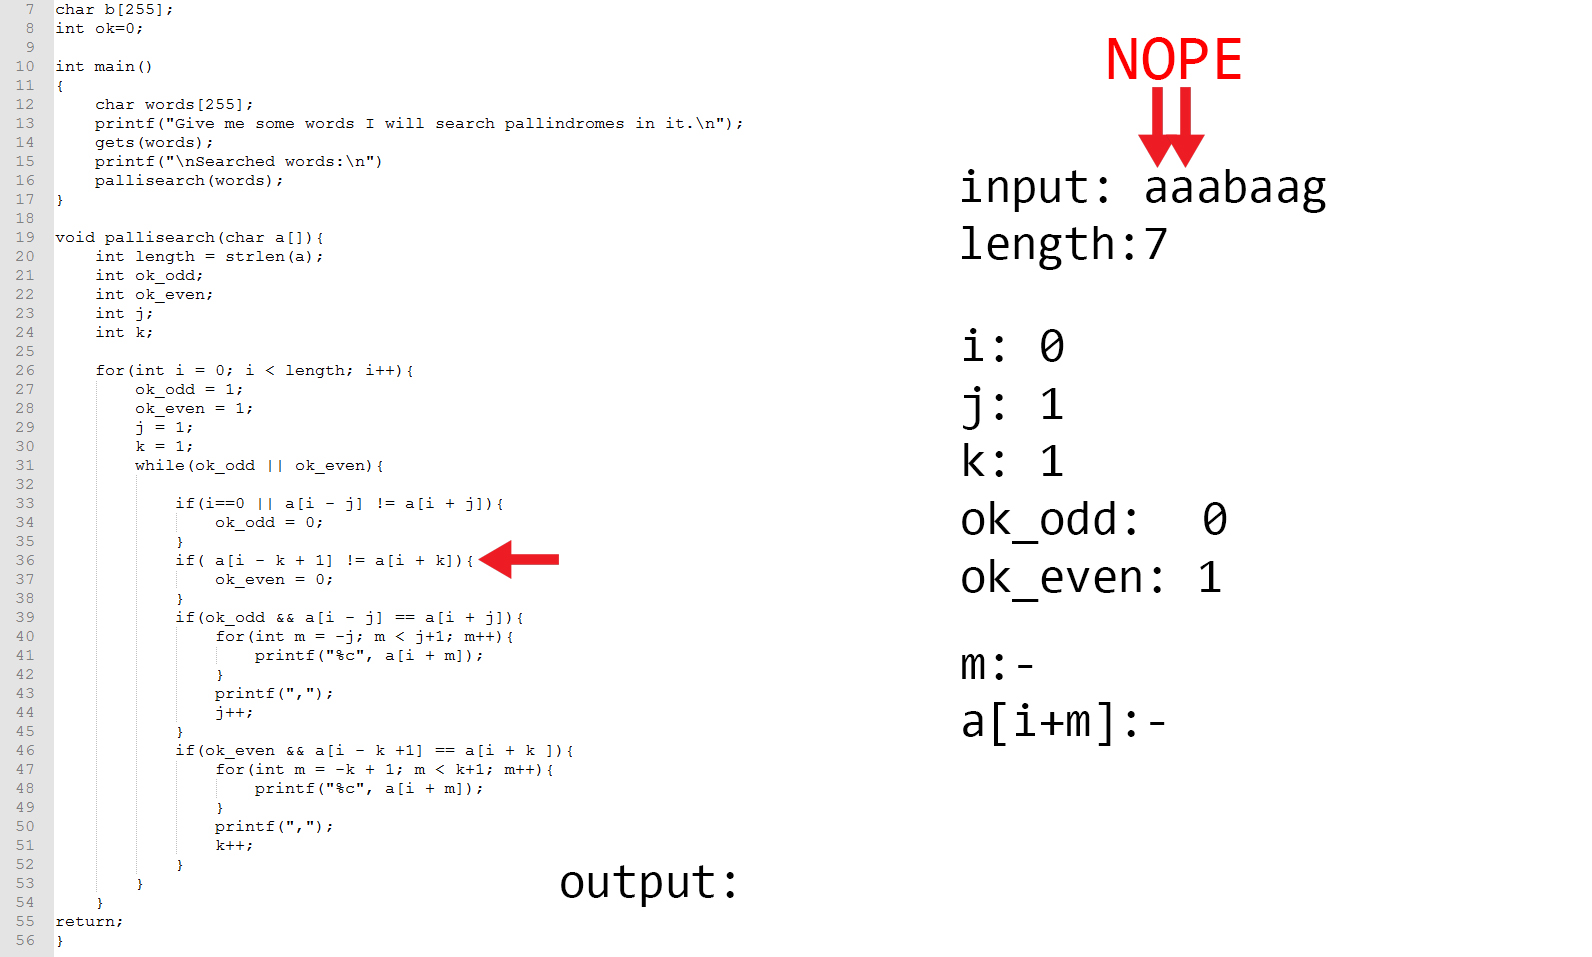 7 char b[255];
8 int ok=0;
9
10 int main()
11 {
12 char words[255];
13 printf("Give me some words I will search pallindromes in it.\n");
14 gets(words);
15 printf("\nSearched words:\n")
16 pallisearch(words);
17 }
18
19 void pallisearch(char a[]){
20 int length = strlen(a);
21 int ok_odd;
22 int ok_even;
23 int j;
24 int k;
25
26 for(int i = 0; i < length; i++){
27 ok_odd = 1;
28 ok_even = 1;
29 j = 1;
30 k = 1;
31 while(ok_odd || ok_even){
32
33 if(i==0 || a[i - j] != a[i + j]){
34 ok_odd = 0;
35 }
36 if( a[i - k + 1] != a[i + k]){
37 ok_even = 0;
38 }
39 if(ok_odd && a[i - j] == a[i + j]){
40 for(int m = -j; m < j+1; m++){
41 printf("%c", a[i + m]);
42 }
43 printf(",");
44 j++;
45 }
46 if(ok_even && a[i - k +1] == a[i + k ]){
47 for(int m = -k + 1; m < k+1; m++){
48 printf("%c", a[i + m]);
49 }
50 printf(",");
51 k++;
52 }
53 }
54 }
55 return;
56 }
NOPE
input: aaabaag
length:7
i: 0
j: 1
k: 1
ok_odd: 0
ok_even: 1
m:-
a[i+m]:-
output: